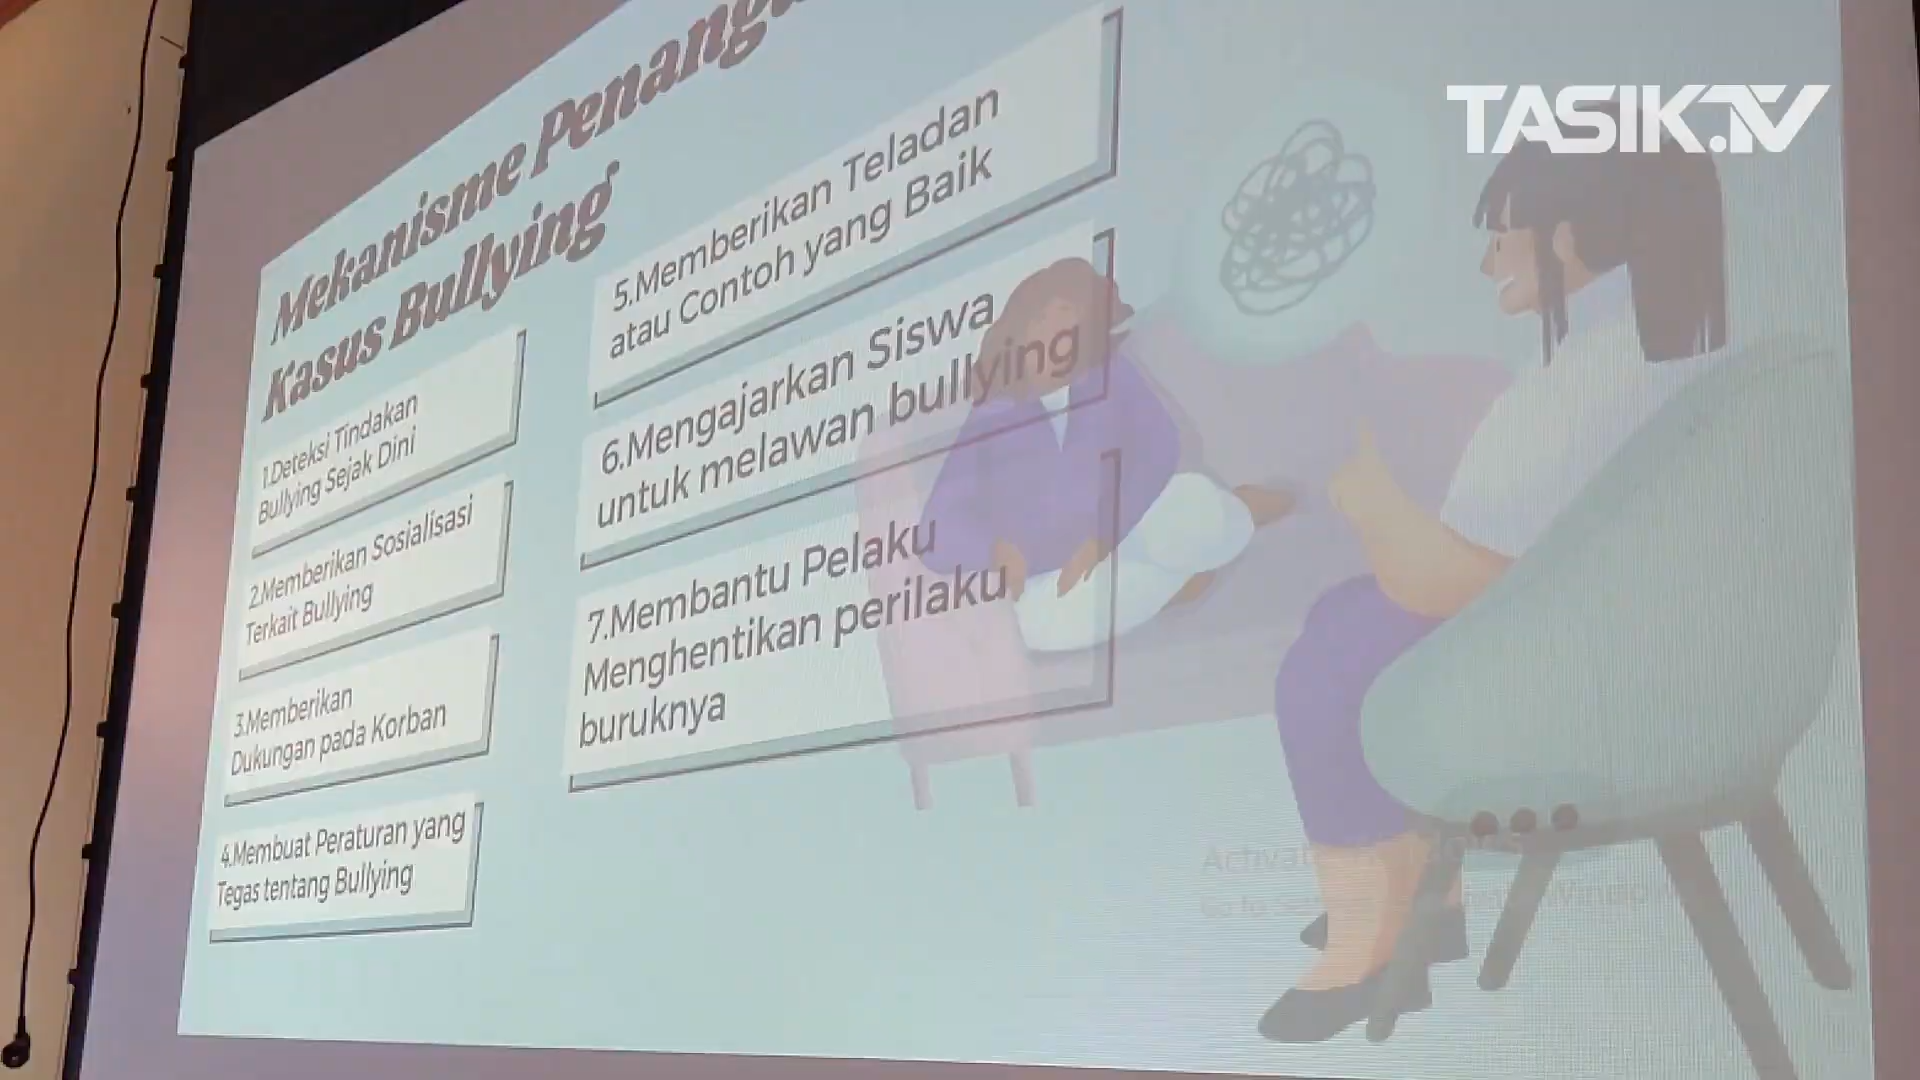 TASIK.TV
Mekanisme
Kasus Bullying
1.Deteksi Tindakan
Bullying Sejak Dini
2.Memberikan Sosialisasi
Terkait Bullying
3.Memberikan
Dukungan pada Korban
4.Membuat Peraturan yang
Tegas tentang Bullying
5.Memberikan Teladan
atau Contoh yang Baik
6.Mengajarkan Siswa
untuk melawan bullying
7.Membantu Pelaku
Menghentikan perilaku
buruknya